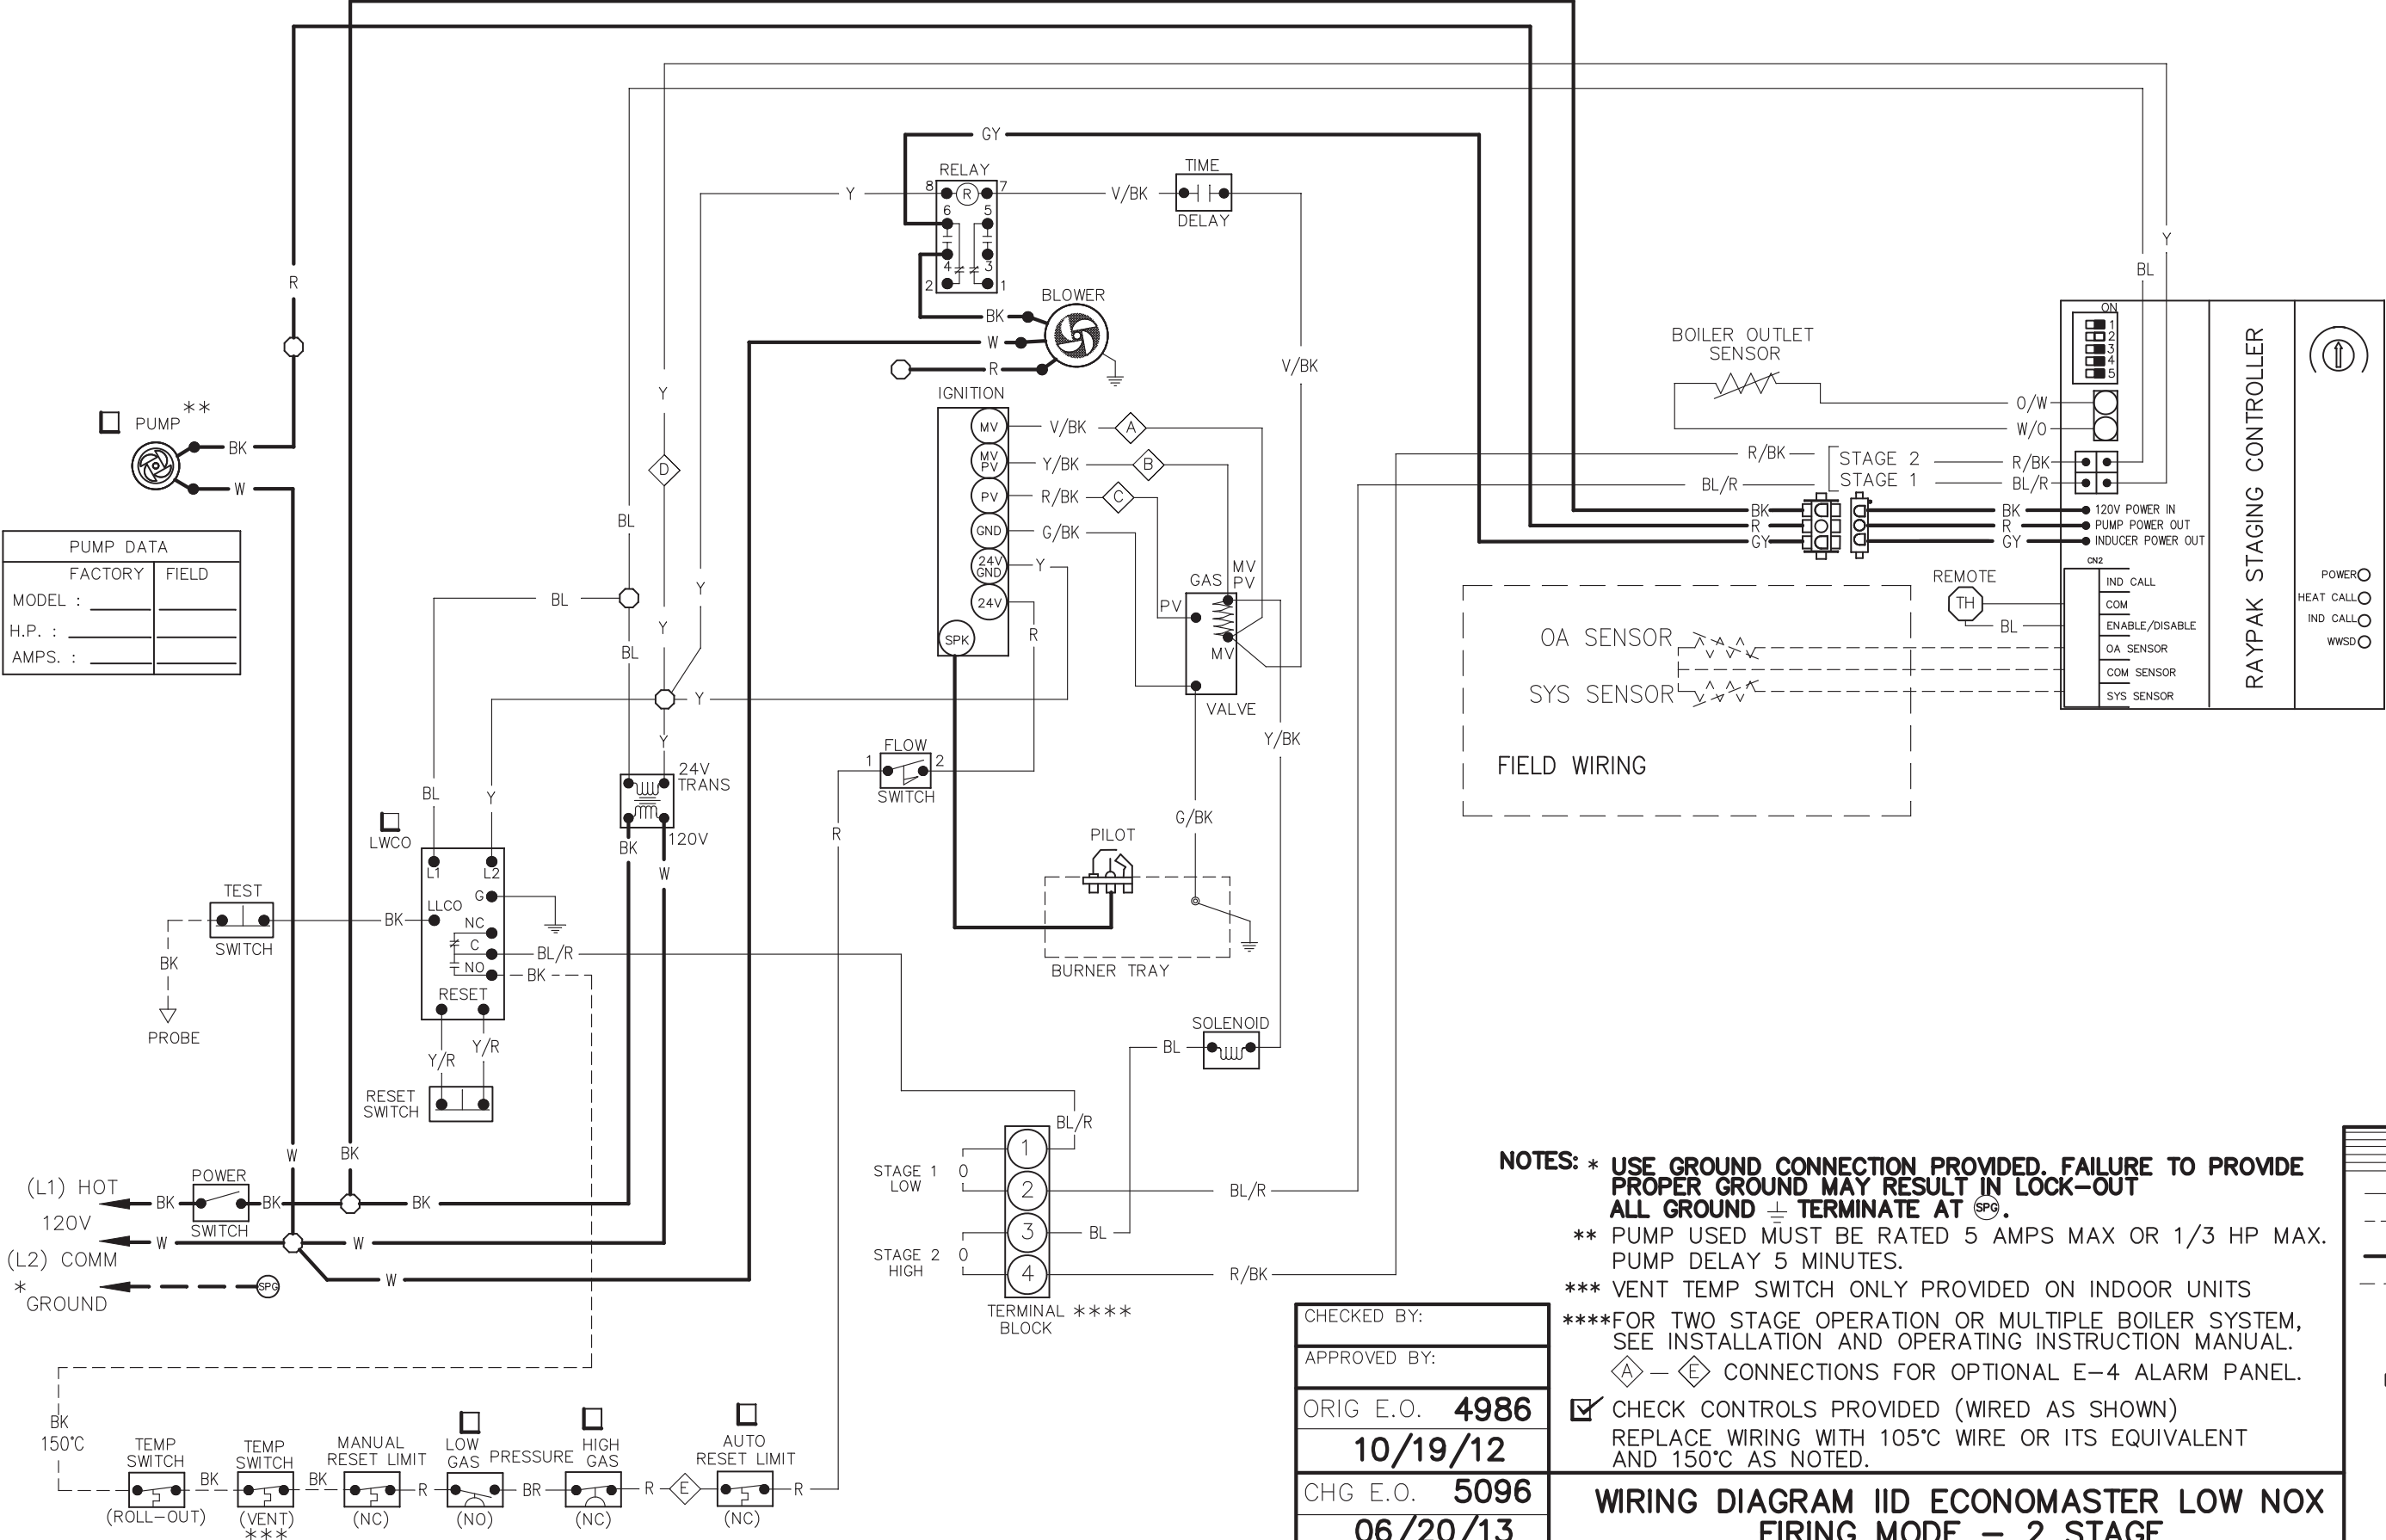 GY
RELAY
8 R 7
6 5
4 3
2 1
Y
V/BK
TIME
DELAY
R
Y
BL
BLOWER
BK
W
R
V/BK
Y
BOILER OUTLET
SENSOR
O/W
W/O
ON
1
2
3
4
5
RAYPAK STAGING CONTROLLER
R/BK
STAGE 2
R/BK
BL/R
STAGE 1
BL/R
BK
BK
120V POWER IN
R
R
PUMP POWER OUT
GY
GY
INDUCER POWER OUT
CN2
IND CALL
COM
ENABLE/DISABLE
OA SENSOR
COM SENSOR
SYS SENSOR
POWER
HEAT CALL
IND CALL
WWSD
REMOTE
TH
BL
OA SENSOR
SYS SENSOR
FIELD WIRING
PUMP **
BK
W
PUMP DATA
FACTORY FIELD
MODEL :
H.P. :
AMPS. :
D
BL
Y
BL
Y
BL
Y
Y
IGNITION
MV
V/BK
A
MV
PV
Y/BK
B
PV
R/BK
C
GND
G/BK
24V
GND
Y
24V
R
SPK
GAS
MV
PV
PV
MV
VALVE
Y/BK
G/BK
FLOW
1 2
SWITCH
R
24V
TRANS
120V
BK
W
BL
Y
LWCO
L1 L2
G
LLCO
NC
C
NO
BK
BL/R
BK
RESET
Y/R
Y/R
RESET
SWITCH
TEST
SWITCH
BK
PROBE
PILOT
BURNER TRAY
SOLENOID
BL
BL/R
STAGE 1
LOW
0
1
2
BL/R
3
BL
STAGE 2
HIGH
0
4
R/BK
TERMINAL ****
BLOCK
W
BK
(L1) HOT
BK
POWER
SWITCH
BK
BK
120V
W
W
(L2) COMM
W
*
GROUND
SPG
BK
150°C
TEMP
SWITCH
(ROLL-OUT)
BK
TEMP
SWITCH
(VENT)
***
BK
MANUAL
RESET LIMIT
(NC)
R
LOW
GAS
(NO)
PRESSURE
BR
HIGH
GAS
(NC)
R
E
AUTO
RESET LIMIT
(NC)
R
NOTES: * USE GROUND CONNECTION PROVIDED. FAILURE TO PROVIDE
PROPER GROUND MAY RESULT IN LOCK-OUT
ALL GROUND TERMINATE AT SPG.
** PUMP USED MUST BE RATED 5 AMPS MAX OR 1/3 HP MAX.
PUMP DELAY 5 MINUTES.
*** VENT TEMP SWITCH ONLY PROVIDED ON INDOOR UNITS
****FOR TWO STAGE OPERATION OR MULTIPLE BOILER SYSTEM,
SEE INSTALLATION AND OPERATING INSTRUCTION MANUAL.
A – E CONNECTIONS FOR OPTIONAL E-4 ALARM PANEL.
CHECK CONTROLS PROVIDED (WIRED AS SHOWN)
REPLACE WIRING WITH 105°C WIRE OR ITS EQUIVALENT
AND 150°C AS NOTED.
CHECKED BY:
APPROVED BY:
ORIG E.O. 4986
10/19/12
CHG E.O. 5096
06/20/13
WIRING DIAGRAM IID ECONOMASTER LOW NOX
FIRING MODE – 2 STAGE